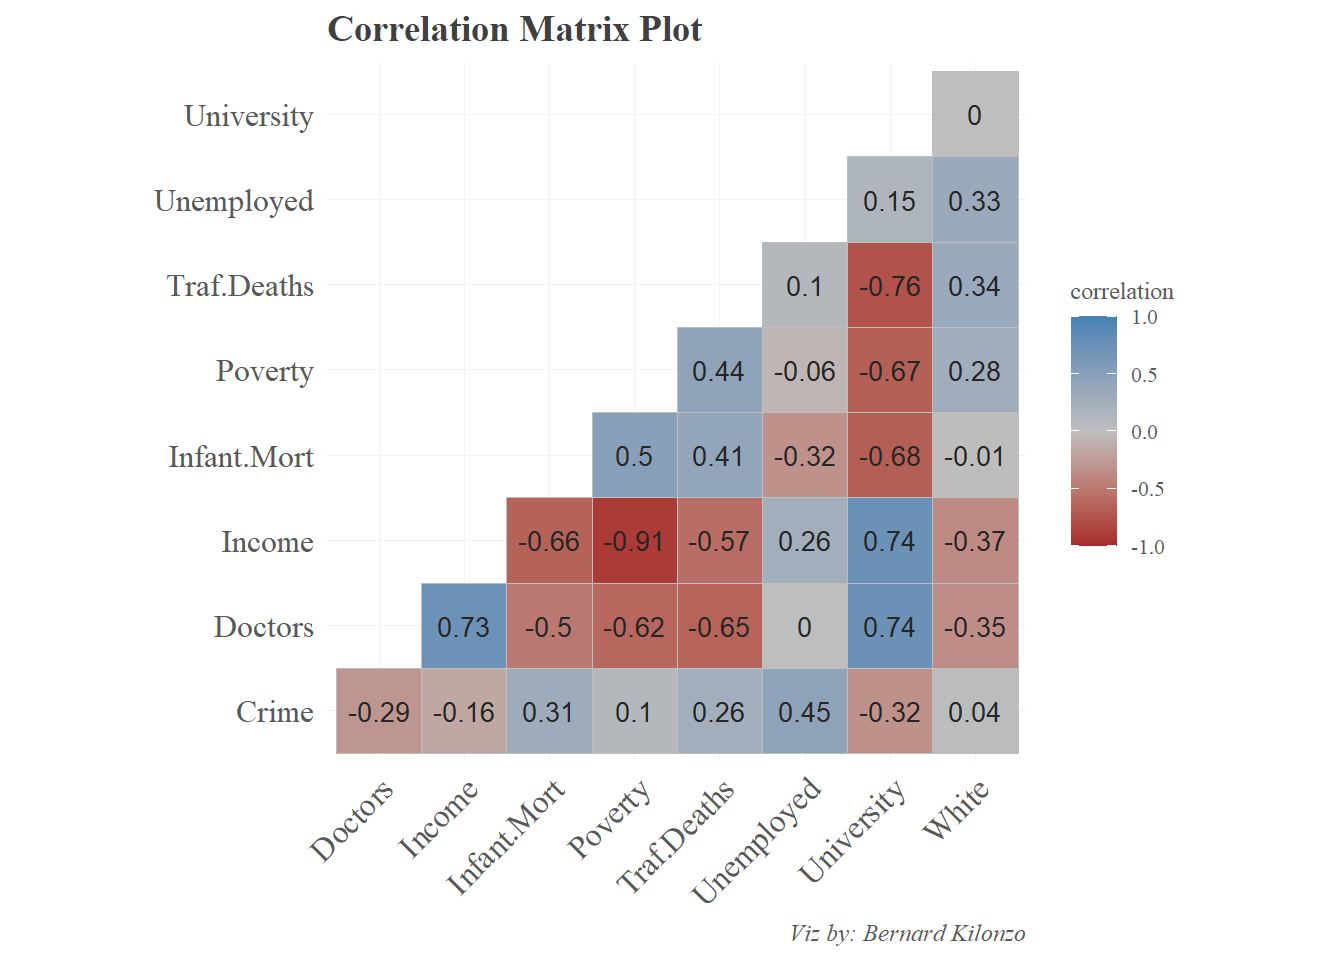 Correlation Matrix Plot
University 0
Unemployed 0.15 0.33
Traf.Deaths 0.1 -0.76 0.34
Poverty 0.44 -0.06 -0.67 0.28
Infant.Mort 0.5 0.41 -0.32 -0.68 -0.01
Income -0.66 -0.91 -0.57 0.26 0.74 -0.37
Doctors 0.73 -0.5 -0.62 -0.65 0 0.74 -0.35
Crime -0.29 -0.16 0.31 0.1 0.26 0.45 -0.32 0.04
Doctors Income Infant.Mort Poverty Traf.Deaths Unemployed University White
correlation
1.0
0.5
0.0
-0.5
-1.0
Viz by: Bernard Kilonzo